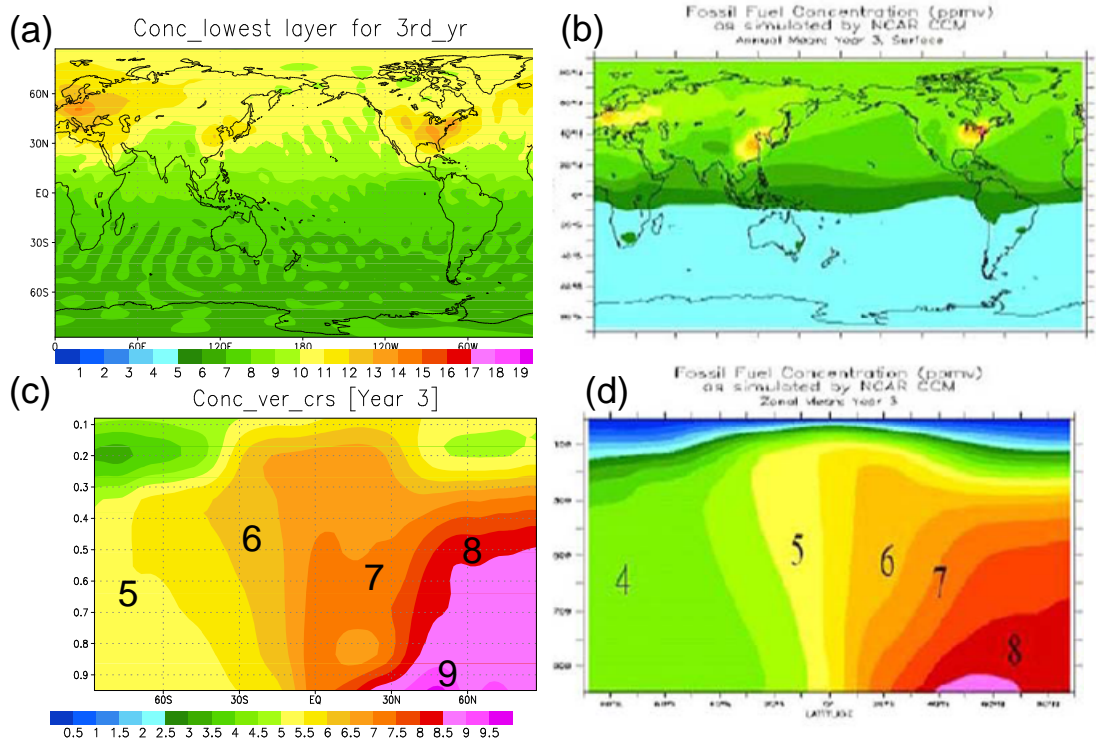 (a)
Conc_lowest layer for 3rd_yr
60N
30N
EQ
30S
60S
0 60E 120E 180 120W 60W
1 2 3 4 5 6 7 8 9 10 11 12 13 14 15 16 17 18 19
(b)
Fossil Fuel Concentration (ppmv)
as simulated by NCAR CCM
Annual Mean: Year 3, Surface
(c)
Conc_ver_crs [Year 3]
0.1
0.2
0.3
0.4
0.5
0.6
0.7
0.8
0.9
5 6 7 8 9
60S 30S EQ 30N 60N
0.5 1 1.5 2 2.5 3 3.5 4 4.5 5 5.5 6 6.5 7 7.5 8 8.5 9 9.5
(d)
Fossil Fuel Concentration (ppmv)
as simulated by NCAR CCM
Zonal Mean: Year 3
4 5 6 7 8
LATITUDE